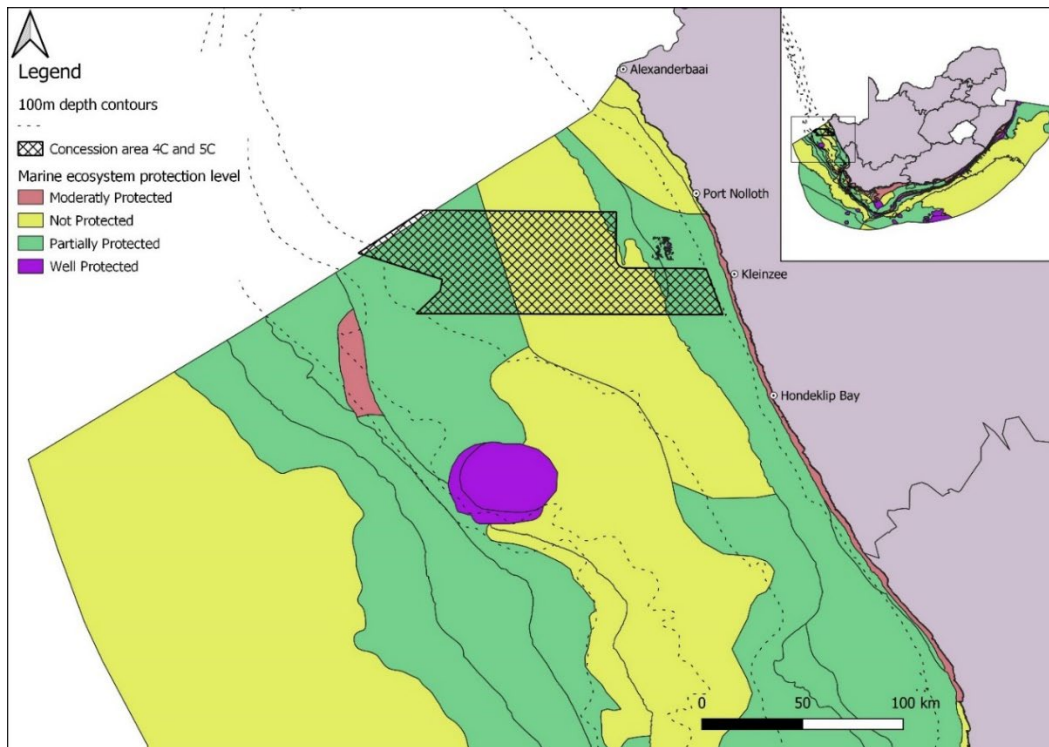 Legend
100m depth contours
Concession area 4C and 5C
Marine ecosystem protection level
Moderatly Protected
Not Protected
Partially Protected
Well Protected
Alexanderbaai
Port Nolloth
Kleinzee
Hondeklip Bay
0 50 100 km